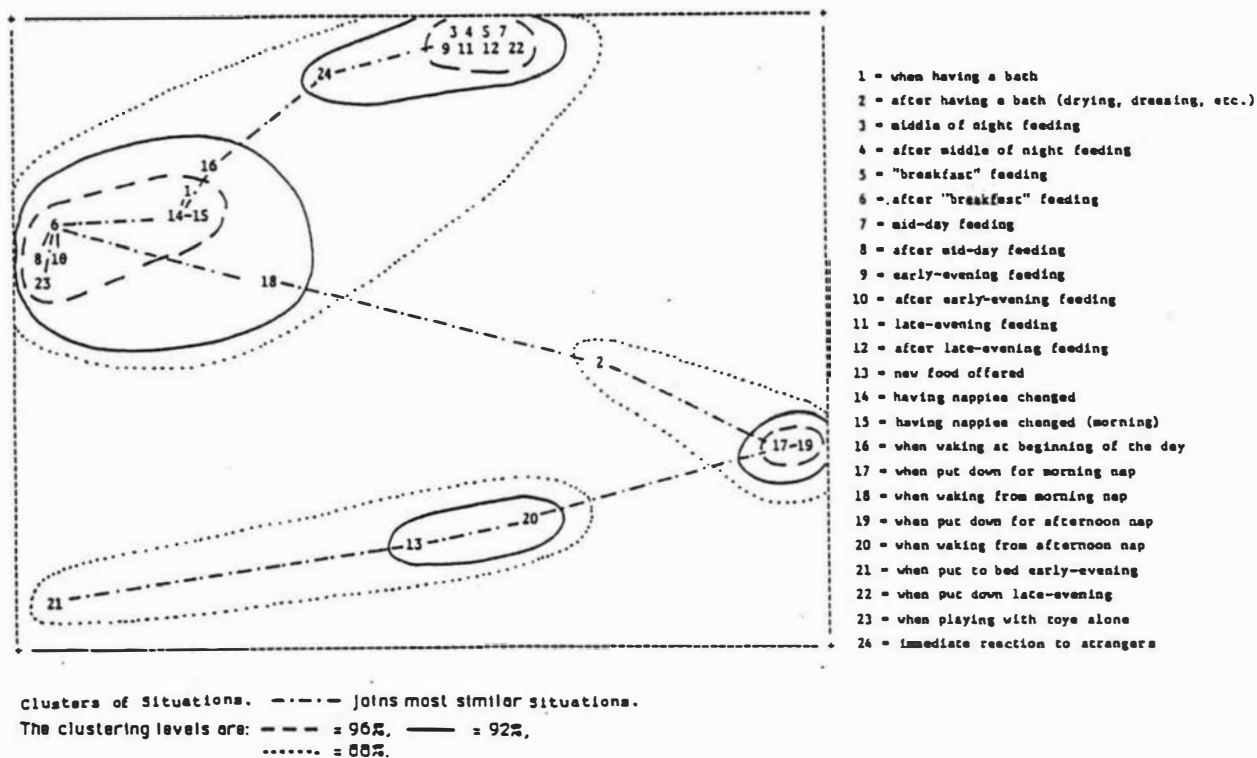 3 4 5 7
9 11 12 22
24
16
1
14-15
6
8 10
23
18
2
17-19
20
13
21
1 = when having a bath
2 = after having a bath (drying, dressing, etc.)
3 = middle of night feeding
4 = after middle of night feeding
5 = "breakfast" feeding
6 = after "breakfast" feeding
7 = mid-day feeding
8 = after mid-day feeding
9 = early-evening feeding
10 = after early-evening feeding
11 = late-evening feeding
12 = after late-evening feeding
13 = new food offered
14 = having nappies changed
15 = having nappies changed (morning)
16 = when waking at beginning of the day
17 = when put down for morning nap
18 = when waking from morning nap
19 = when put down for afternoon nap
20 = when waking from afternoon nap
21 = when put to bed early-evening
22 = when put down late-evening
23 = when playing with toys alone
24 = immediate reaction to strangers
Clusters of Situations. joins most similar Situations.
The clustering levels are: = 96%, = 92%,
= 88%.